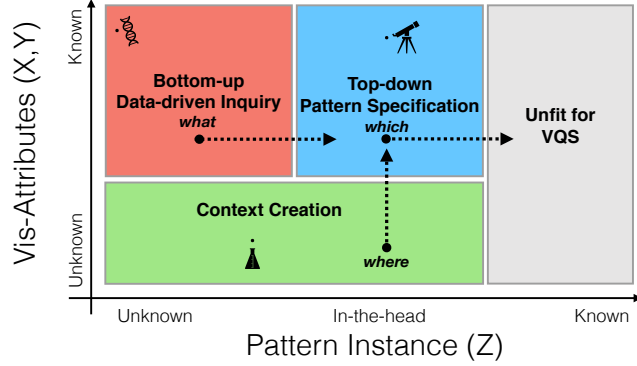 Vis-Attributes (X,Y)
Known
Unknown
Bottom-up
Data-driven Inquiry
what
Top-down
Pattern Specification
which
Unfit for
VQS
Context Creation
where
Unknown
In-the-head
Known
Pattern Instance (Z)